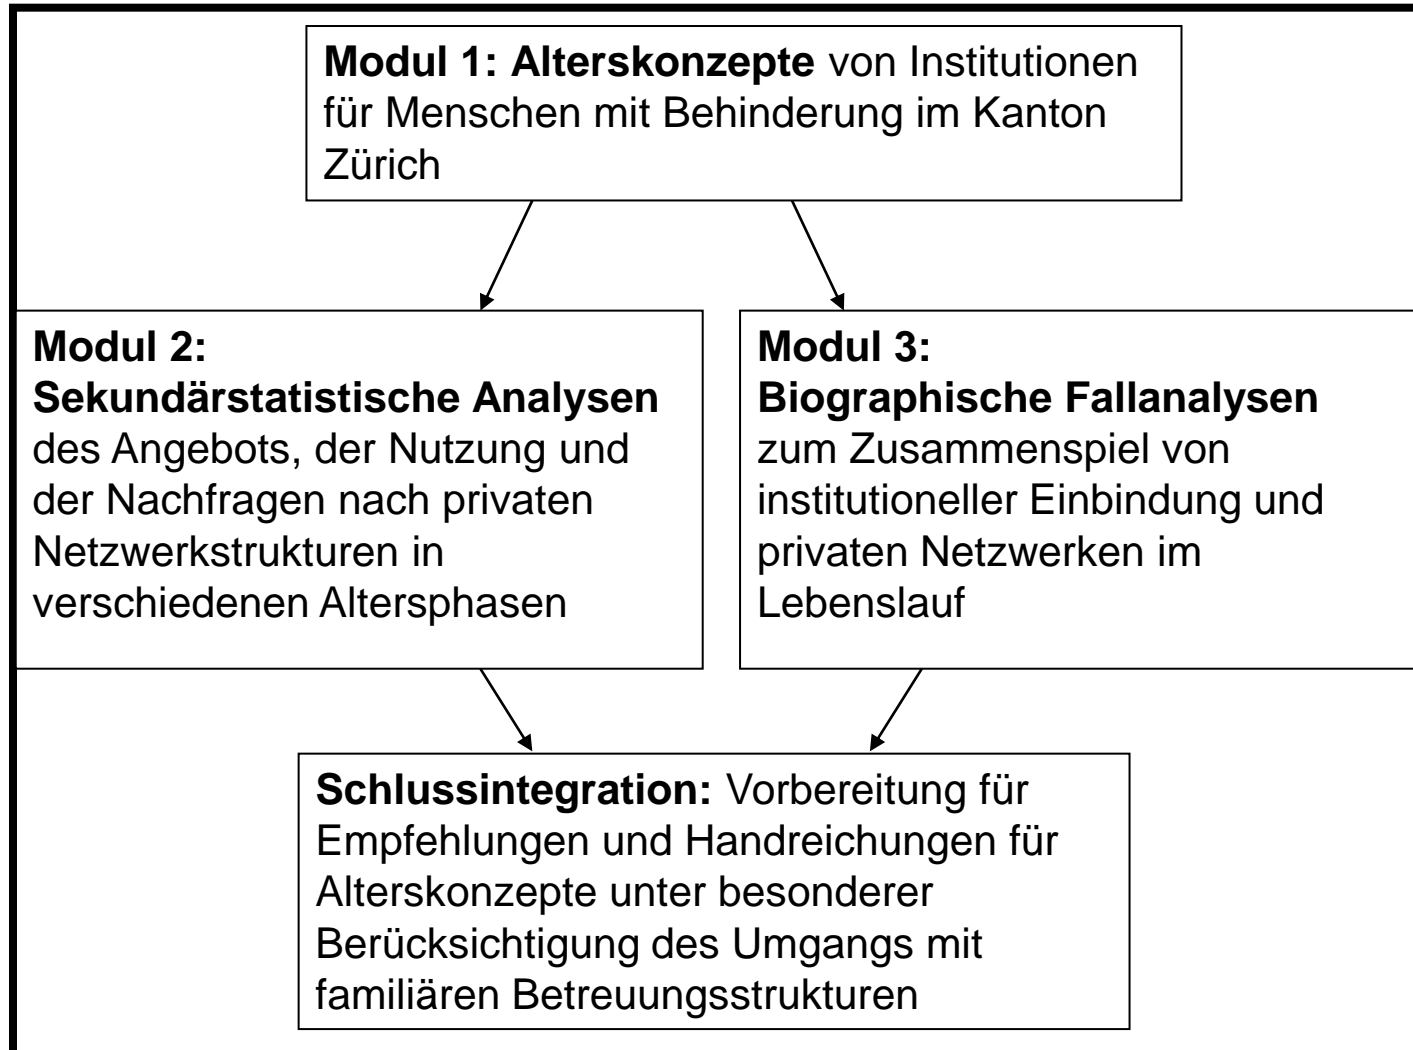 Modul 1: Alterskonzepte von Institutionen
für Menschen mit Behinderung im Kanton
Zürich
Modul 2:
Sekundärstatistische Analysen
des Angebots, der Nutzung und
der Nachfragen nach privaten
Netzwerkstrukturen in
verschiedenen Altersphasen
Modul 3:
Biographische Fallanalysen
zum Zusammenspiel von
institutioneller Einbindung und
privaten Netzwerken im
Lebenslauf
Schlussintegration: Vorbereitung für
Empfehlungen und Handreichungen für
Alterskonzepte unter besonderer
Berücksichtigung des Umgangs mit
familiären Betreuungsstrukturen